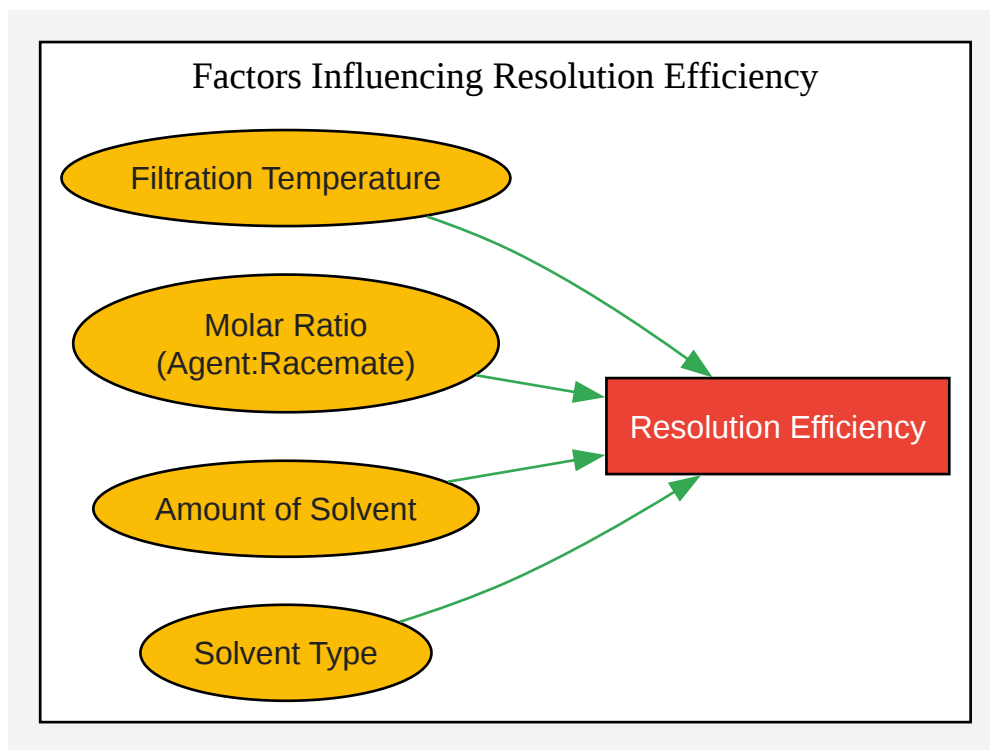 Factors Influencing Resolution Efficiency
Filtration Temperature
Molar Ratio
(Agent:Racemate)
Resolution Efficiency
Amount of Solvent
Solvent Type